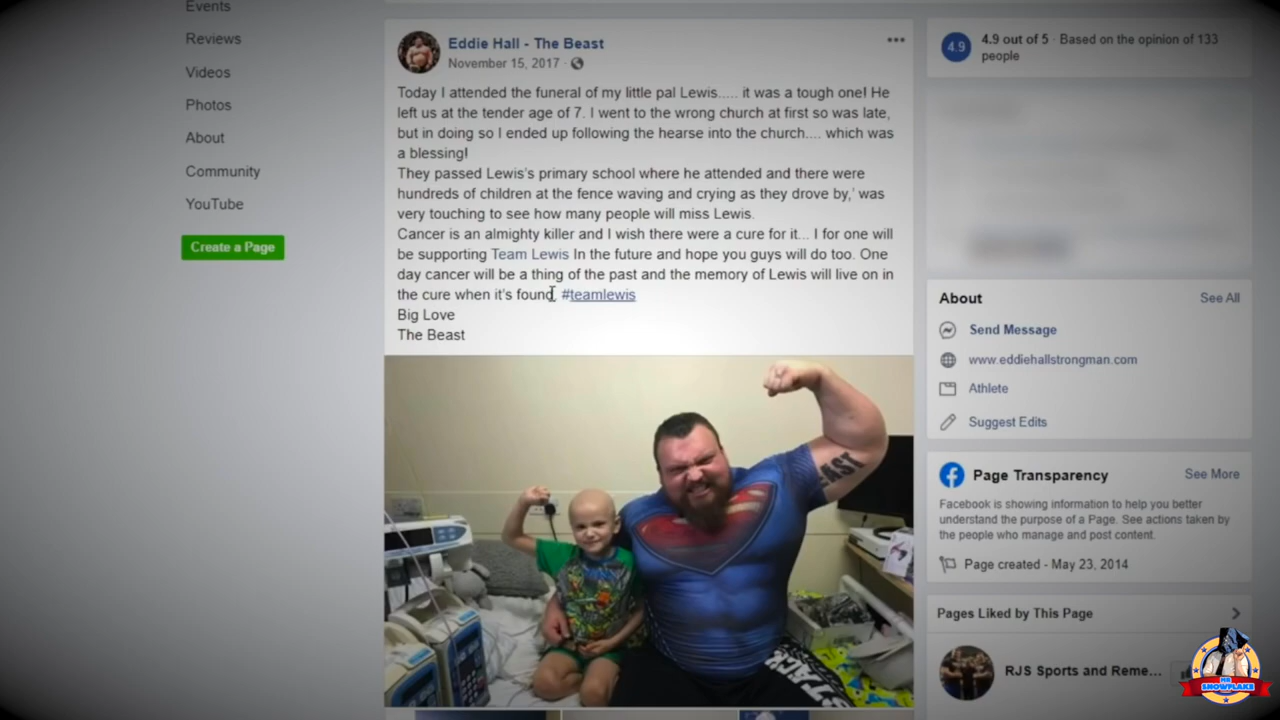 Events
Reviews
Videos
Photos
About
Community
YouTube
Create a Page
Eddie Hall - The Beast
November 15, 2017 ·
Today I attended the funeral of my little pal Lewis..... it was a tough one! He
left us at the tender age of 7. I went to the wrong church at first so was late,
but in doing so I ended up following the hearse into the church.... which was
a blessing!
They passed Lewis's primary school where he attended and there were
hundreds of children at the fence waving and crying as they drove by,' was
very touching to see how many people will miss Lewis.
Cancer is an almighty killer and I wish there were a cure for it... I for one will
be supporting Team Lewis In the future and hope you guys will do too. One
day cancer will be a thing of the past and the memory of Lewis will live on in
the cure when it's found. #teamlewis
Big Love
The Beast
BEAST
STACK
4.9
4.9 out of 5 · Based on the opinion of 133
people
About
See All
Send Message
www.eddiehallstrongman.com
Athlete
Suggest Edits
Page Transparency
See More
Facebook is showing information to help you better
understand the purpose of a Page. See actions taken by
the people who manage and post content.
Page created - May 23, 2014
Pages Liked by This Page
RJS Sports and Reme...
MR
SNOWFLAKE